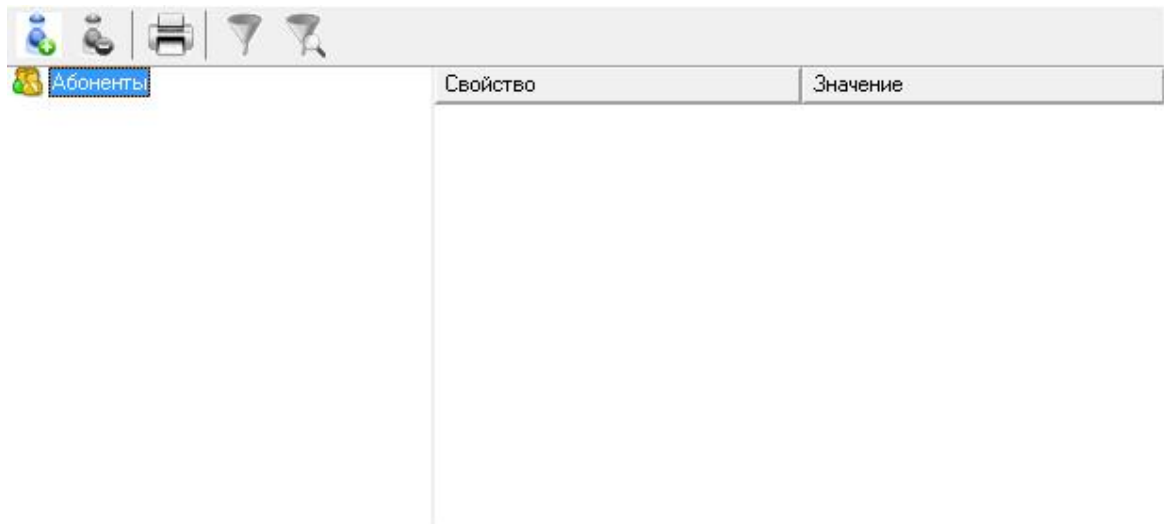 Абоненты
Свойство
Значение